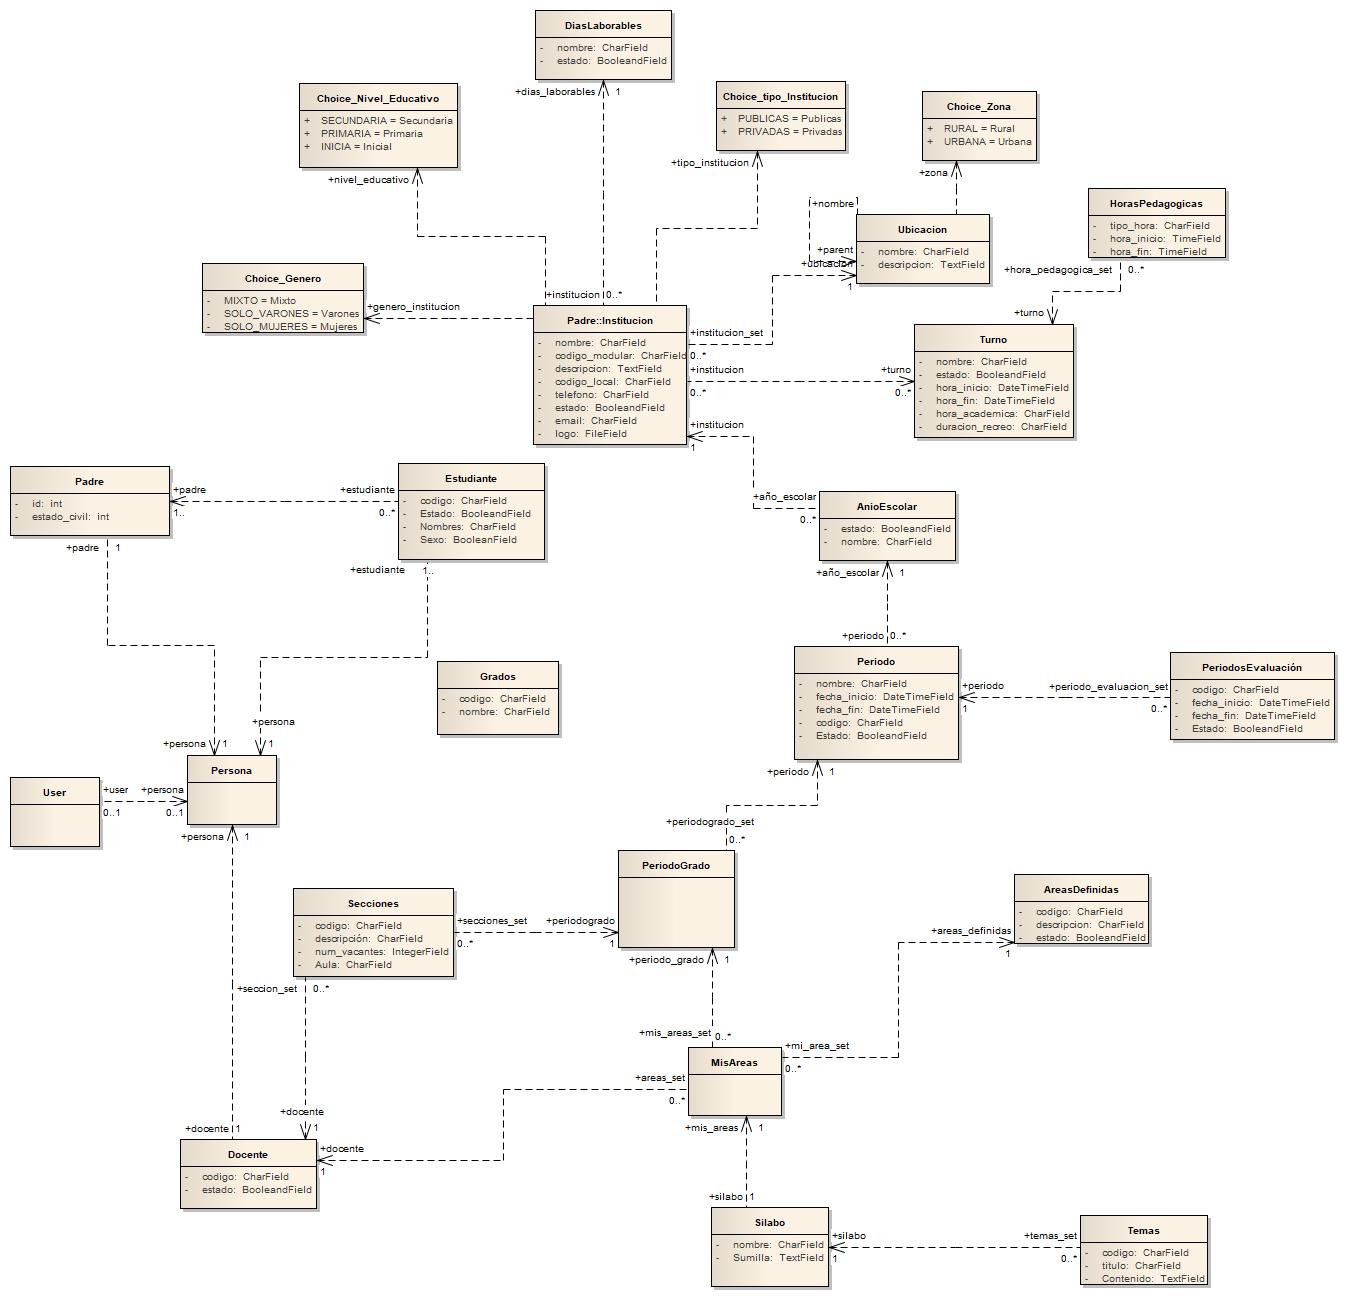 DiasLaborables
- nombre: CharField
- estado: BooleandField
+dias_laborables 1
Choice_Nivel_Educativo
+ SECUNDARIA = Secundaria
+ PRIMARIA = Primaria
+ INICIA = Inicial
+nivel_educativo
Choice_tipo_Institucion
+ PUBLICAS = Publicas
+ PRIVADAS = Privadas
+tipo_institucion
Choice_Zona
+ RURAL = Rural
+ URBANA = Urbana
+zona
HorasPedagogicas
- tipo_hora: CharField
- hora_inicio: TimeField
- hora_fin: TimeField
+hora_pedagogica_set 0..*
+turno
+nombre
Ubicacion
- nombre: CharField
- descripcion: TextField
+parent
+ubicacion
1
Choice_Genero
- MIXTO = Mixto
- SOLO_VARONES = Varones
- SOLO_MUJERES = Mujeres
+genero_institucion
+institucion 0..*
Padre::Institucion
- nombre: CharField
- codigo_modular: CharField
- descripcion: TextField
- codigo_local: CharField
- telefono: CharField
- estado: BooleandField
- email: CharField
- logo: FileField
+institucion_set
0..*
+institucion
0..*
+turno
0..*
+institucion
1
Turno
- nombre: CharField
- estado: BooleandField
- hora_inicio: DateTimeField
- hora_fin: DateTimeField
- hora_academica: CharField
- duracion_recreo: CharField
Padre
- id: int
- estado_civil: int
+padre
1..
+estudiante
0..*
Estudiante
- codigo: CharField
- Estado: BooleandField
- Nombres: CharField
- Sexo: BooleanField
+año_escolar
0..*
AnioEscolar
- estado: BooleandField
- nombre: CharField
+padre 1
+estudiante 1..
+año_escolar 1
+periodo 0..*
Grados
- codigo: CharField
- nombre: CharField
Periodo
- nombre: CharField
- fecha_inicio: DateTimeField
- fecha_fin: DateTimeField
- codigo: CharField
- Estado: BooleandField
+periodo
1
+periodo_evaluacion_set
0..*
PeriodosEvaluación
- codigo: CharField
- fecha_inicio: DateTimeField
- fecha_fin: DateTimeField
- Estado: BooleandField
+persona
+persona 1 1
Persona
User
+user +persona
0..1 0..1
+persona 1
+periodo 1
+periodogrado_set
0..*
PeriodoGrado
Secciones
- codigo: CharField
- descripción: CharField
- num_vacantes: IntegerField
- Aula: CharField
+secciones_set
0..*
+periodogrado
1
+periodo_grado 1
AreasDefinidas
- codigo: CharField
- descripcion: CharField
- estado: BooleandField
+areas_definidas
1
+seccion_set 0..*
+mis_areas_set 0..*
+mi_area_set
0..*
MisAreas
+areas_set
0..*
+mis_areas 1
+docente
+docente 1 1
+docente
1
Docente
- codigo: CharField
- estado: BooleandField
+silabo 1
Silabo
- nombre: CharField
- Sumilla: TextField
+silabo
1
+temas_set
0..*
Temas
- codigo: CharField
- titulo: CharField
- Contenido: TextField